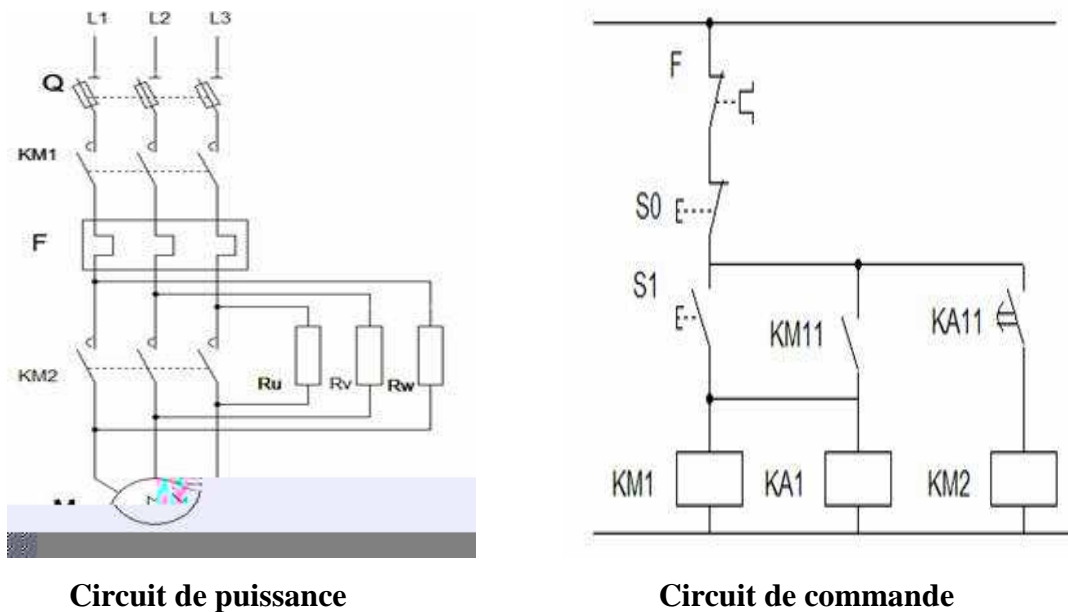 L1 L2 L3
Q
KM1
F
KM2
Ru Rv Rw
F
S0
S1
KM11
KA11
KM1
KA1
KM2
Circuit de puissance
Circuit de commande